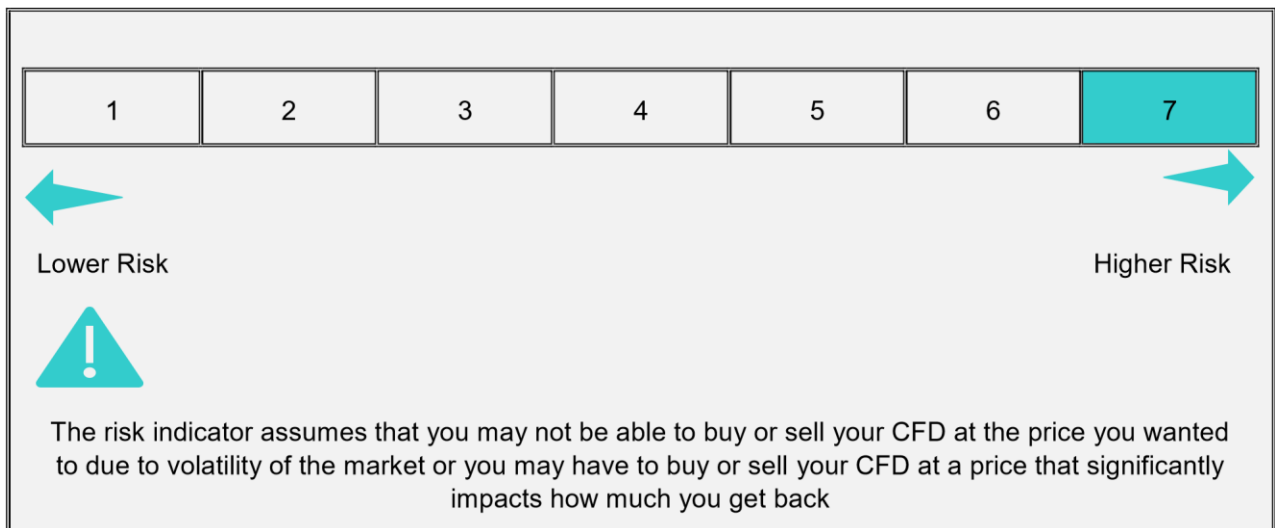 1 2 3 4 5 6 7
Lower Risk Higher Risk
!
The risk indicator assumes that you may not be able to buy or sell your CFD at the price you wanted
to due to volatility of the market or you may have to buy or sell your CFD at a price that significantly
impacts how much you get back